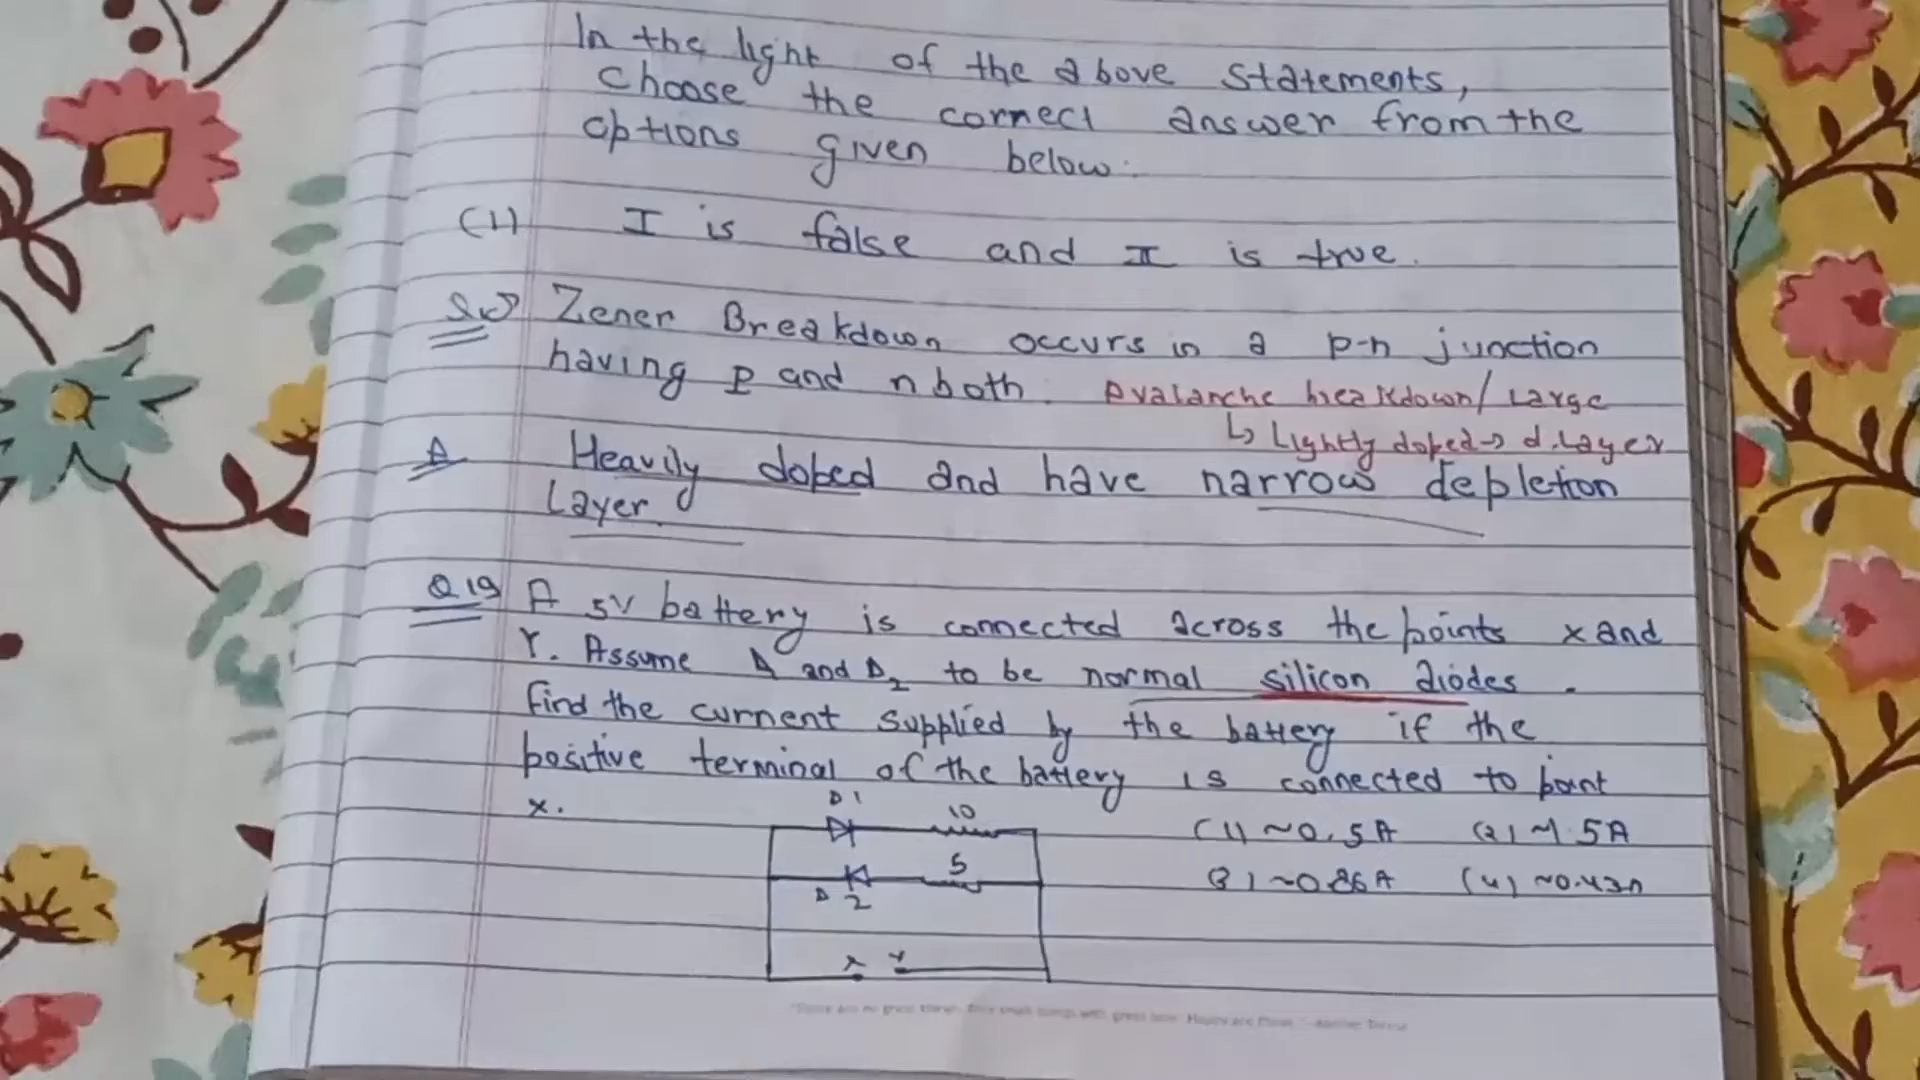 In the light of the above statements,
choose the correct answer from the
options given below.
(1) I is false and II is true.
Zener Breakdown occurs in a p-n junction
having P and n both. Avalanche breakdown/ Large
↳ Lightly doped → d. Layer
A Heavily doped and have narrow depletion
Layer.
Q 19 A 5V battery is connected across the points X and
Y. Assume D1 and D2 to be normal silicon diodes.
Find the current supplied by the battery if the
positive terminal of the battery is connected to point
X.
D1 10
(1) ~0.5A (2) ~1.5A
5
D2
(3) ~0.86A (4) ~0.43A
X Y